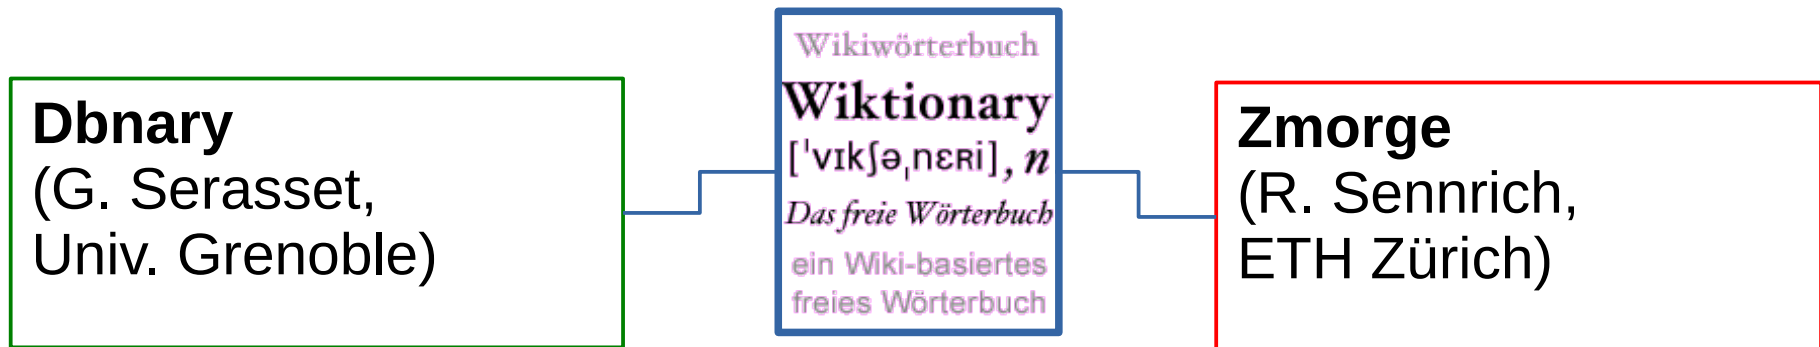 Dbnary
(G. Serasset,
Univ. Grenoble)
Wikiwörterbuch
Wiktionary
[ˈvɪkʃəˌnɛʀi], n
Das freie Wörterbuch
ein Wiki-basiertes
freies Wörterbuch
Zmorge
(R. Sennrich,
ETH Zürich)